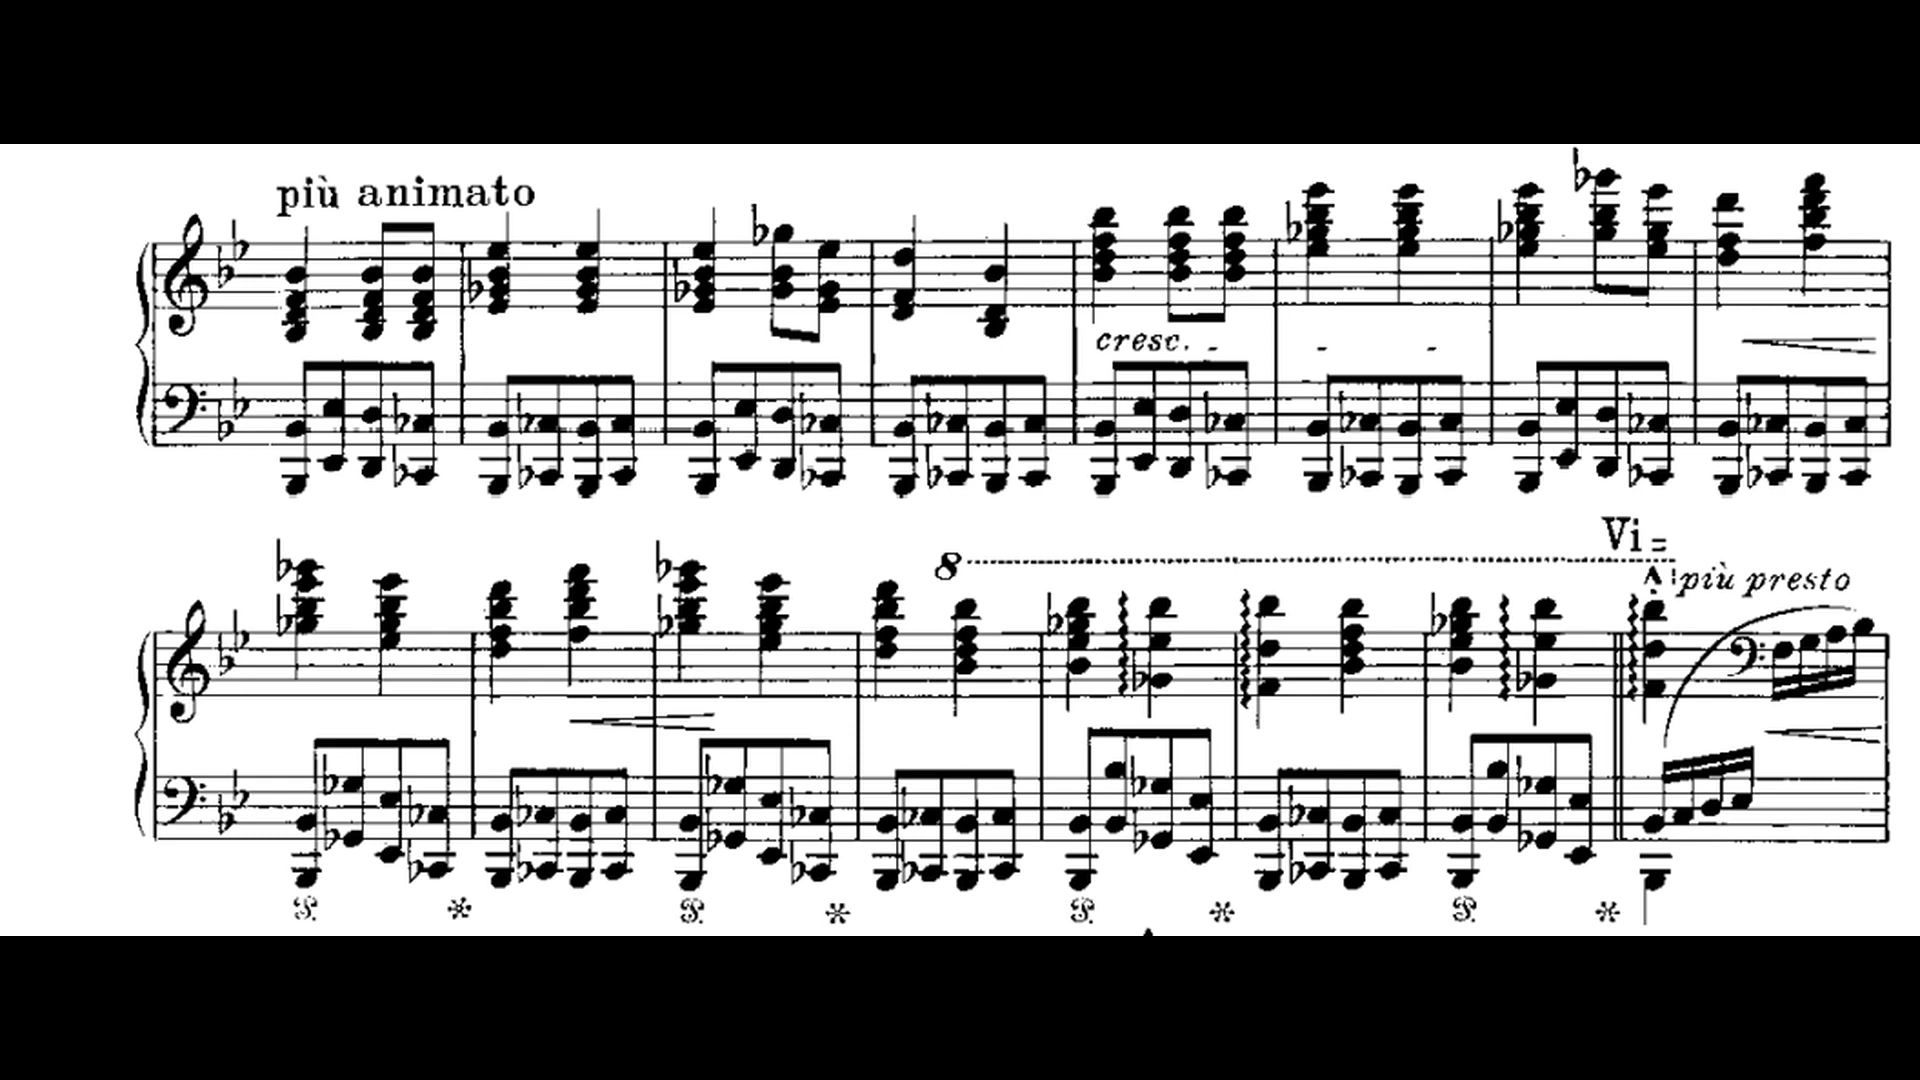 più animato
cresc. - - -
8
Vi=
più presto